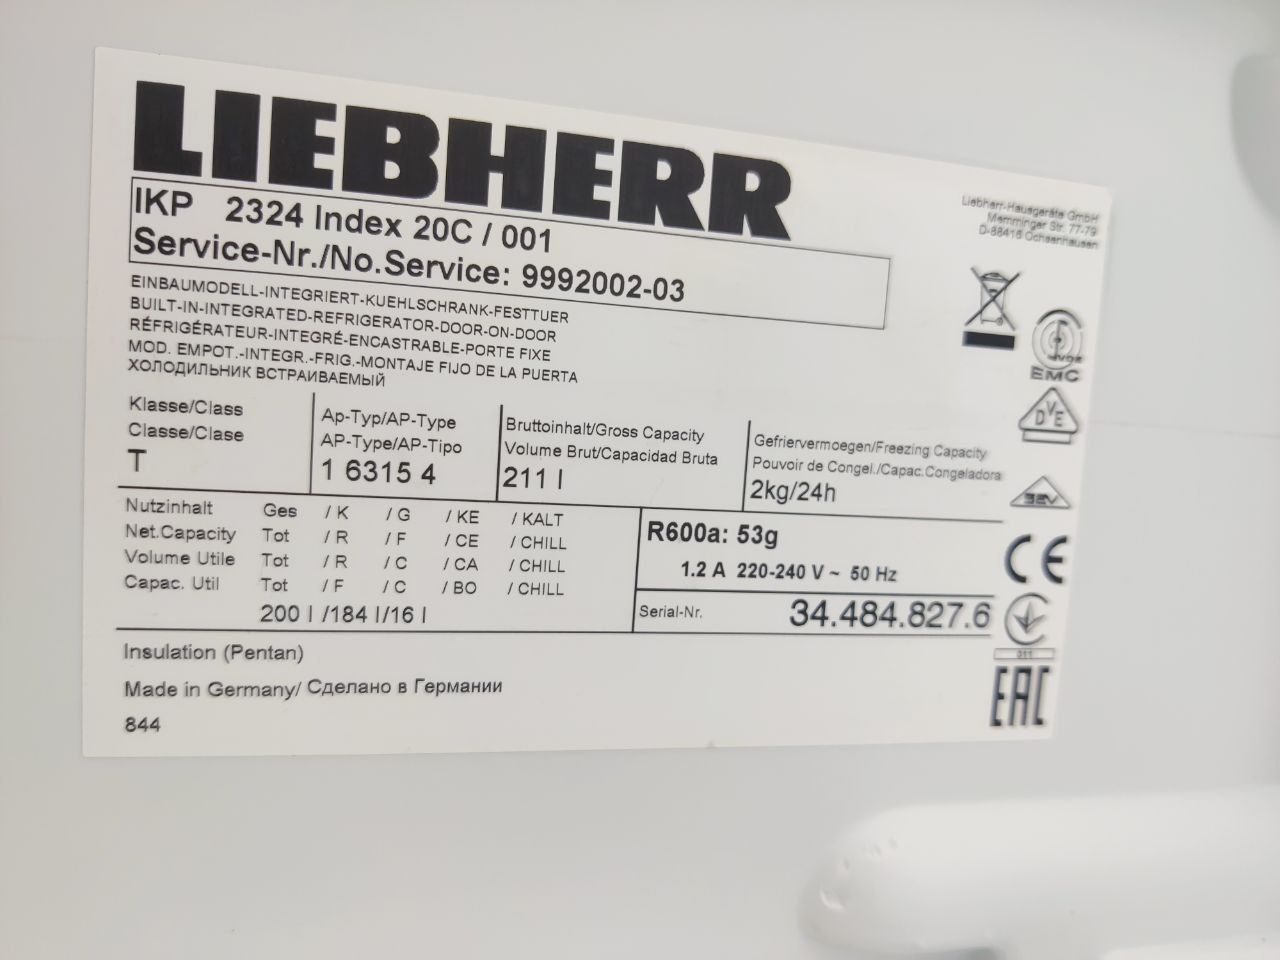 LIEBHERR
IKP 2324 Index 20C / 001
Service-Nr./No.Service: 9992002-03
Liebherr-Hausgeräte GmbH
Memminger Str. 77-79
D-88416 Ochsenhausen
EINBAUMODELL-INTEGRIERT-KUEHLSCHRANK-FESTTUER
BUILT-IN-INTEGRATED-REFRIGERATOR-DOOR-ON-DOOR
RÉFRIGÉRATEUR-INTEGRÉ-ENCASTRABLE-PORTE FIXE
MOD. EMPOT.-INTEGR.-FRIG.-MONTAJE FIJO DE LA PUERTA
ХОЛОДИЛЬНИК ВСТРАИВАЕМЫЙ
Klasse/Class
Classe/Clase
T
Ap-Typ/AP-Type
AP-Type/AP-Tipo
1 6315 4
Bruttoinhalt/Gross Capacity
Volume Brut/Capacidad Bruta
211 l
Gefriervermoegen/Freezing Capacity
Pouvoir de Congel./Capac.Congeladora
2kg/24h
Nutzinhalt Ges / K / G / KE / KALT
Net.Capacity Tot / R / F / CE / CHILL
Volume Utile Tot / R / C / CA / CHILL
Capac. Util Tot / F / C / BO / CHILL
200 l /184 l/16 l
R600a: 53g
1.2 A 220-240 V ~ 50 Hz
Serial-Nr. 34.484.827.6
Insulation (Pentan)
Made in Germany/ Сделано в Германии
844
EMC
DVE
SEV
CE
011
EAC